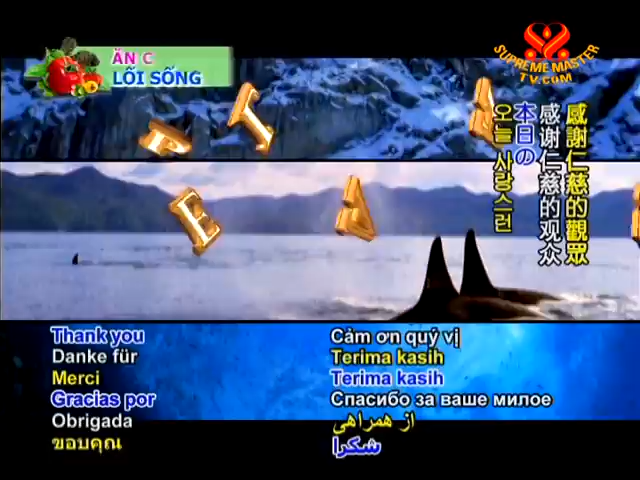 ĂN C
LỐI SỐNG
SUPREME MASTER
TV.COM
感謝仁慈的觀眾
感谢仁慈的观众
本日の
오늘 사랑스런
P I
E A
Thank you
Danke für
Merci
Gracias por
Obrigada
ขอบคุณ
Cảm ơn quý vị
Terima kasih
Terima kasih
Спасибо за ваше милое
از همراهی
شكرا